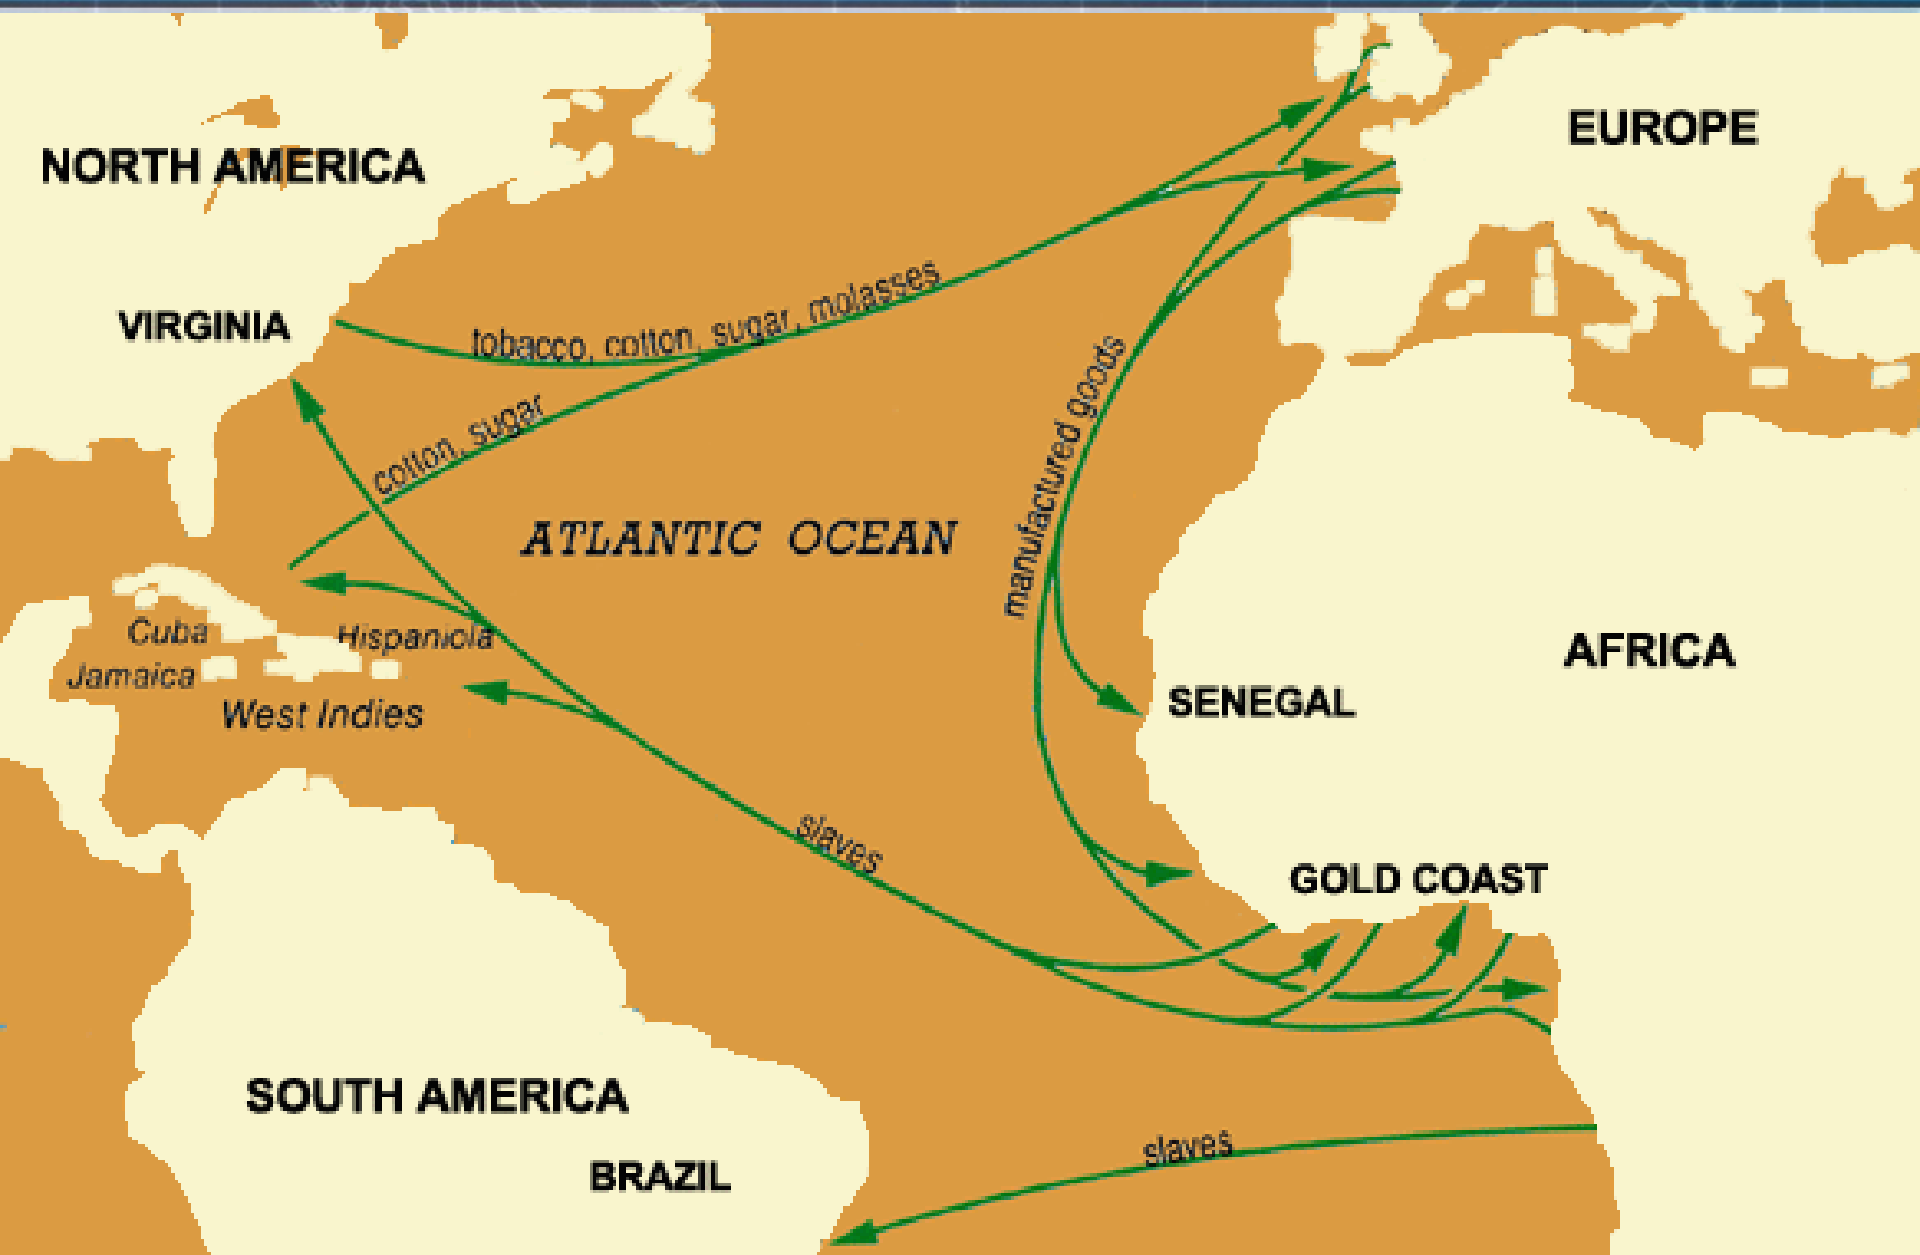 EUROPE
NORTH AMERICA
VIRGINIA
tobacco, cotton, sugar, molasses
manufactured goods
cotton, sugar
ATLANTIC OCEAN
Cuba
Hispaniola
Jamaica
West Indies
AFRICA
SENEGAL
slaves
GOLD COAST
SOUTH AMERICA
BRAZIL
slaves